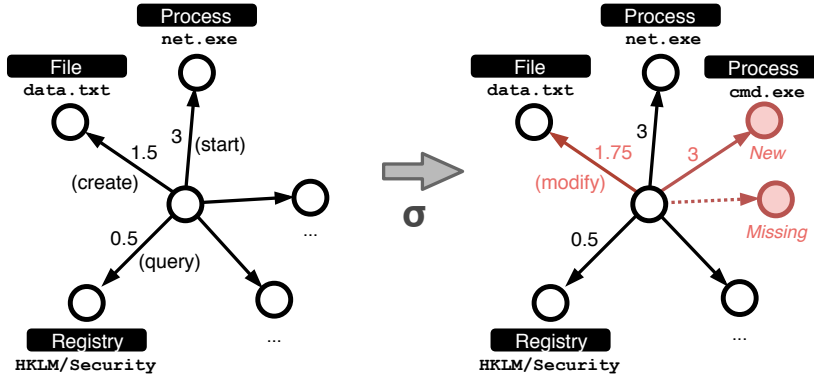 Process
net.exe
File
data.txt
1.5
3
(start)
(create)
0.5
(query)
...
...
Registry
HKLM/Security
σ
Process
net.exe
File
data.txt
Process
cmd.exe
3
1.75
3
New
(modify)
Missing
0.5
...
Registry
HKLM/Security